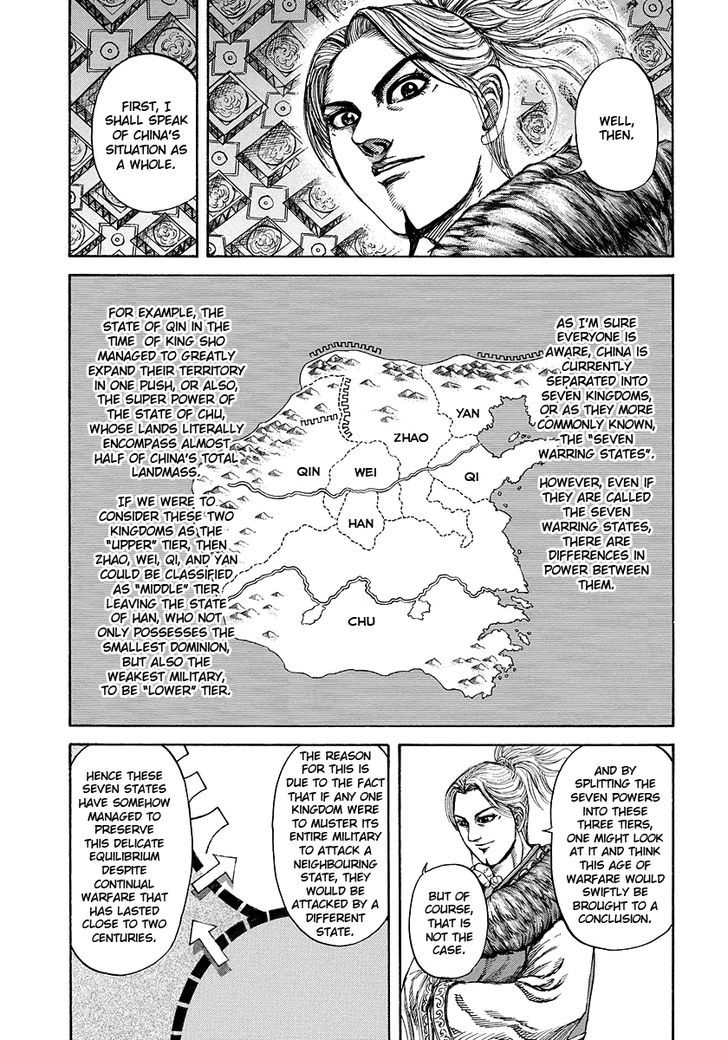 WELL,
THEN.
FIRST, I
SHALL SPEAK
OF CHINA'S
SITUATION AS
A WHOLE.
AS I'M SURE
EVERYONE IS
AWARE, CHINA IS
CURRENTLY
SEPARATED INTO
SEVEN KINGDOMS,
OR AS THEY MORE
COMMONLY KNOWN,
THE "SEVEN
WARRING STATES".
HOWEVER, EVEN IF
THEY ARE CALLED
THE SEVEN
WARRING STATES,
THERE ARE
DIFFERENCES IN
POWER BETWEEN
THEM.
YAN
ZHAO
QIN
WEI
QI
HAN
CHU
FOR EXAMPLE, THE
STATE OF QIN IN THE
TIME OF KING SHO
MANAGED TO GREATLY
EXPAND THEIR TERRITORY
IN ONE PUSH, OR ALSO,
THE SUPER POWER OF
THE STATE OF CHU,
WHOSE LANDS LITERALLY
ENCOMPASS ALMOST
HALF OF CHINA'S TOTAL
LANDMASS.
IF WE WERE TO
CONSIDER THESE TWO
KINGDOMS AS THE
"UPPER" TIER, THEN
ZHAO, WEI, QI, AND YAN
COULD BE CLASSIFIED
AS "MIDDLE" TIER
LEAVING THE STATE
OF HAN, WHO NOT
ONLY POSSESSES THE
SMALLEST DOMINION,
BUT ALSO THE
WEAKEST MILITARY,
TO BE "LOWER" TIER.
AND BY
SPLITTING THE
SEVEN POWERS
INTO THESE
THREE TIERS,
ONE MIGHT LOOK
AT IT AND THINK
THIS AGE OF
WARFARE WOULD
SWIFTLY BE
BROUGHT TO A
CONCLUSION.
BUT OF
COURSE,
THAT IS
NOT THE
CASE.
THE REASON
FOR THIS IS
DUE TO THE FACT
THAT IF ANY ONE
KINGDOM WERE
TO MUSTER ITS
ENTIRE MILITARY
TO ATTACK A
NEIGHBOURING
STATE, THEY
WOULD BE
ATTACKED BY A
DIFFERENT
STATE.
HENCE THESE
SEVEN STATES
HAVE SOMEHOW
MANAGED TO
PRESERVE
THIS DELICATE
EQUILIBRIUM
DESPITE
CONTINUAL
WARFARE THAT
HAS LASTED
CLOSE TO TWO
CENTURIES.